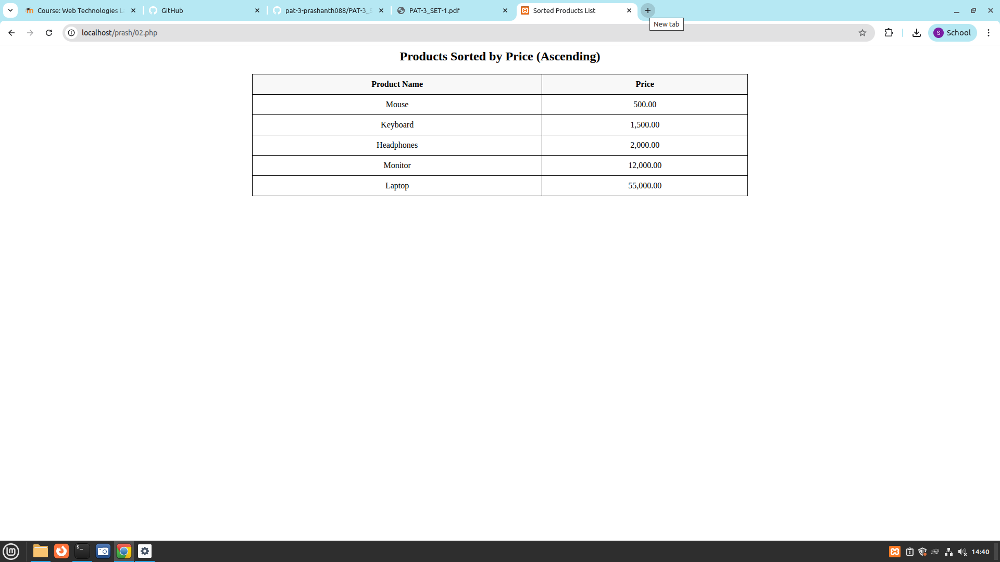 Course: Web Technologies L
GitHub
pat-3-prashanth088/PAT-3_S
PAT-3_SET-1.pdf
Sorted Products List
New tab
localhost/prash/02.php
S School
Products Sorted by Price (Ascending)
Product Name Price
Mouse 500.00
Keyboard 1,500.00
Headphones 2,000.00
Monitor 12,000.00
Laptop 55,000.00
14:40